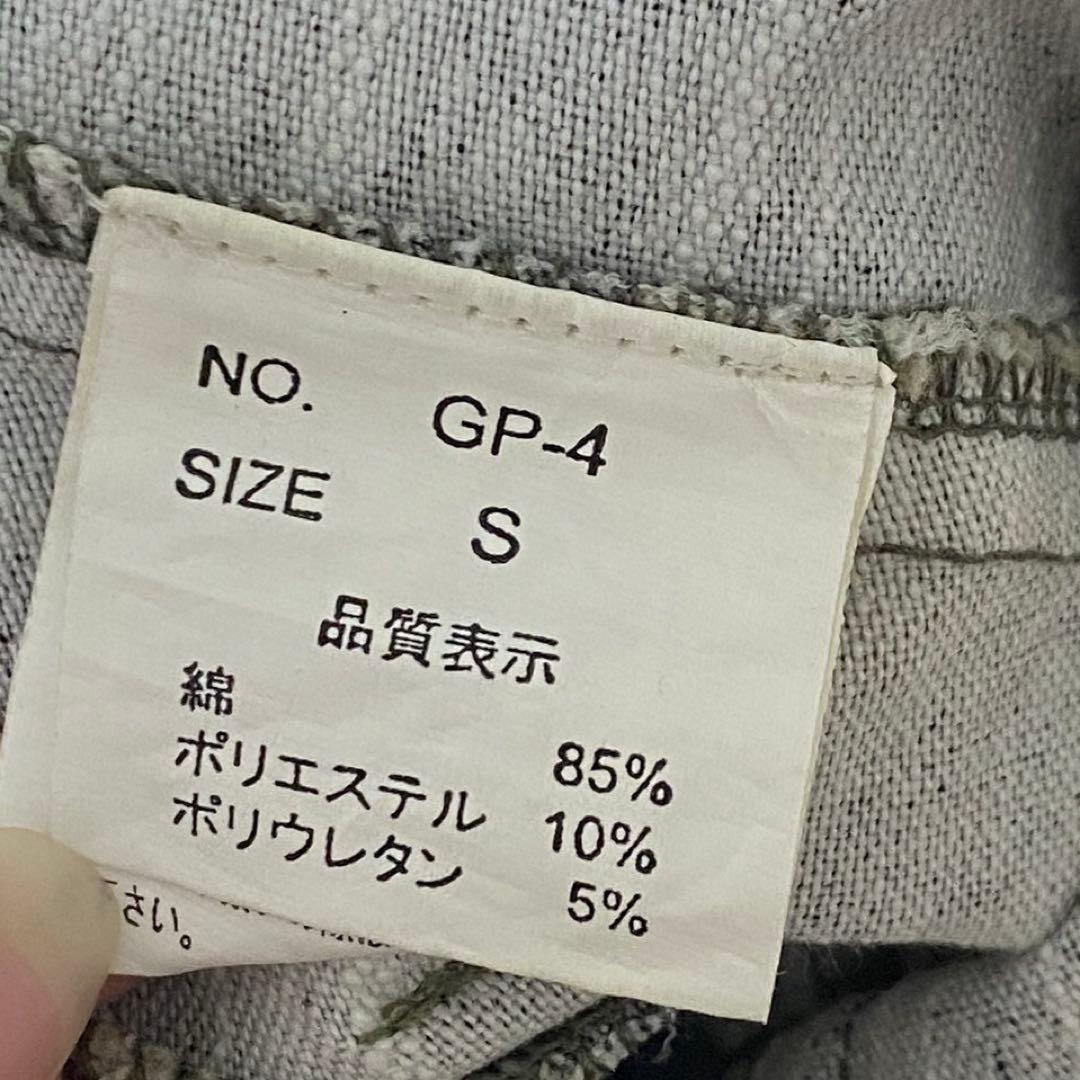 NO. GP-4
SIZE S
品質表示
綿 85%
ポリエステル 10%
ポリウレタン 5%
さい。